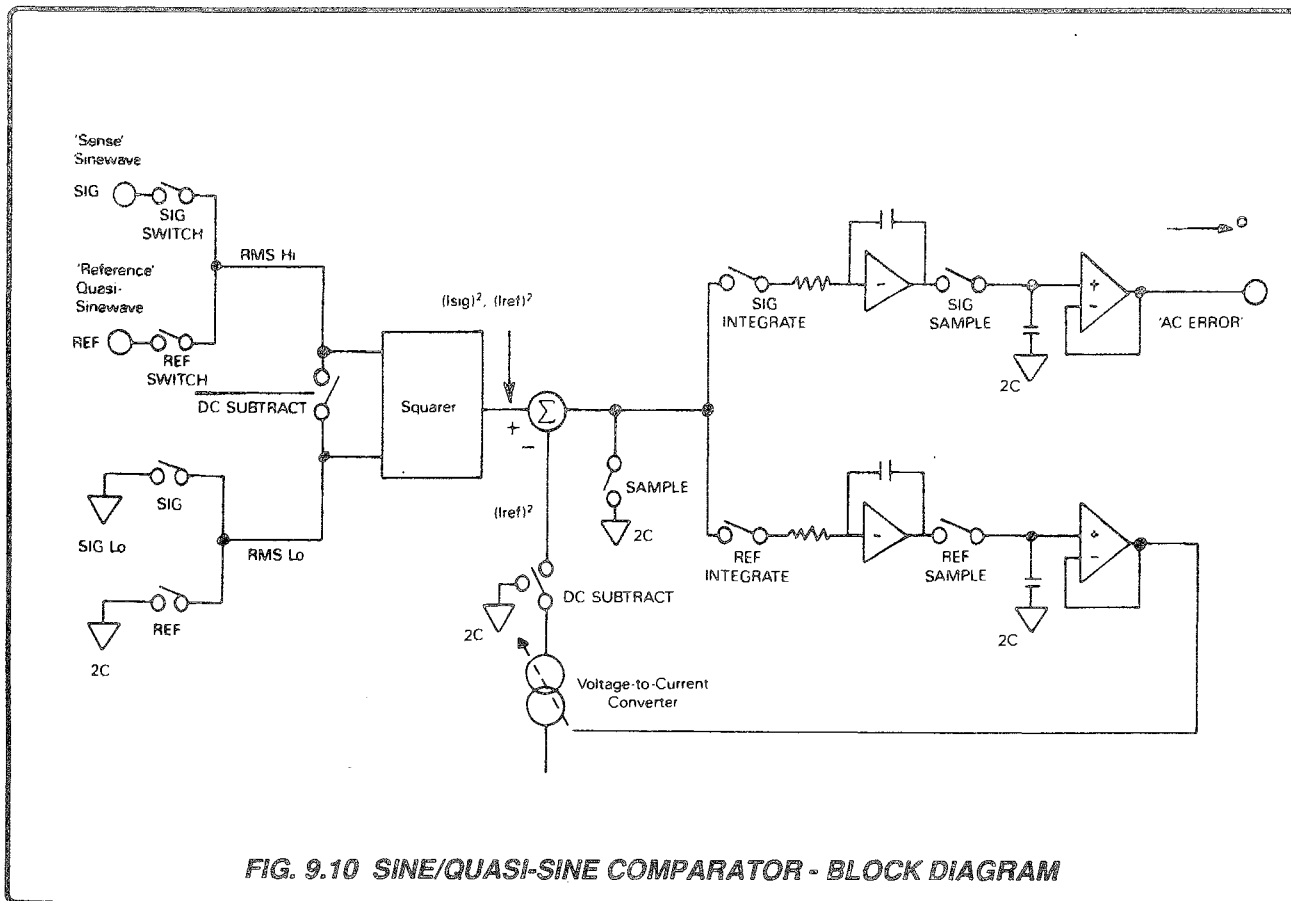 'Sense'
Sinewave
SIG
SIG
SWITCH
RMS Hi
'Reference'
Quasi-
Sinewave
REF
REF
SWITCH
DC SUBTRACT
SIG
SIG Lo
RMS Lo
REF
2C
Squarer
(Isig)², (Iref)²
+
Σ
−
(Iref)²
SAMPLE
2C
DC SUBTRACT
2C
Voltage-to-Current
Converter
SIG
INTEGRATE
−
SIG
SAMPLE
+
−
2C
'AC ERROR'
REF
INTEGRATE
−
REF
SAMPLE
+
−
2C
FIG. 9.10 SINE/QUASI-SINE COMPARATOR - BLOCK DIAGRAM